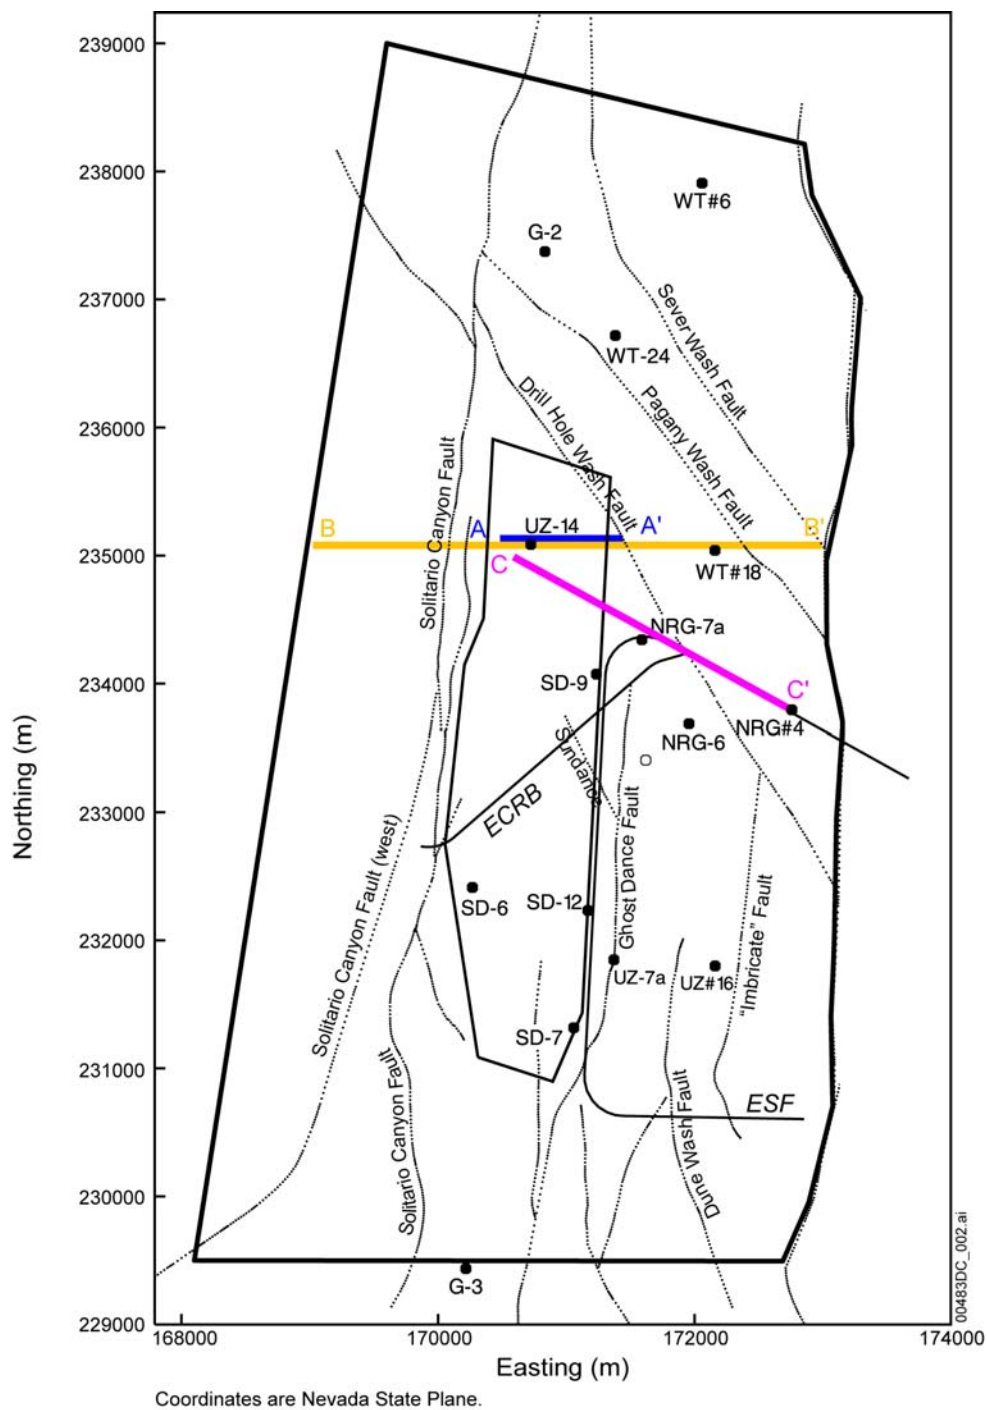 239000
238000
237000
236000
235000
234000
233000
232000
231000
230000
229000
168000
170000
172000
174000
Northing (m)
Easting (m)
WT#6
G-2
WT-24
Sever Wash Fault
Pagany Wash Fault
Drill Hole Wash Fault
Solitario Canyon Fault
B
A
UZ-14
A'
B'
C
WT#18
NRG-7a
SD-9
C'
NRG#4
NRG-6
Sundance
ECRB
Ghost Dance Fault
Solitario Canyon Fault (west)
SD-6
SD-12
"Imbricate" Fault
UZ-7a
UZ#16
SD-7
Solitario Canyon Fault
Dune Wash Fault
ESF
G-3
00483DC_002.ai
Coordinates are Nevada State Plane.